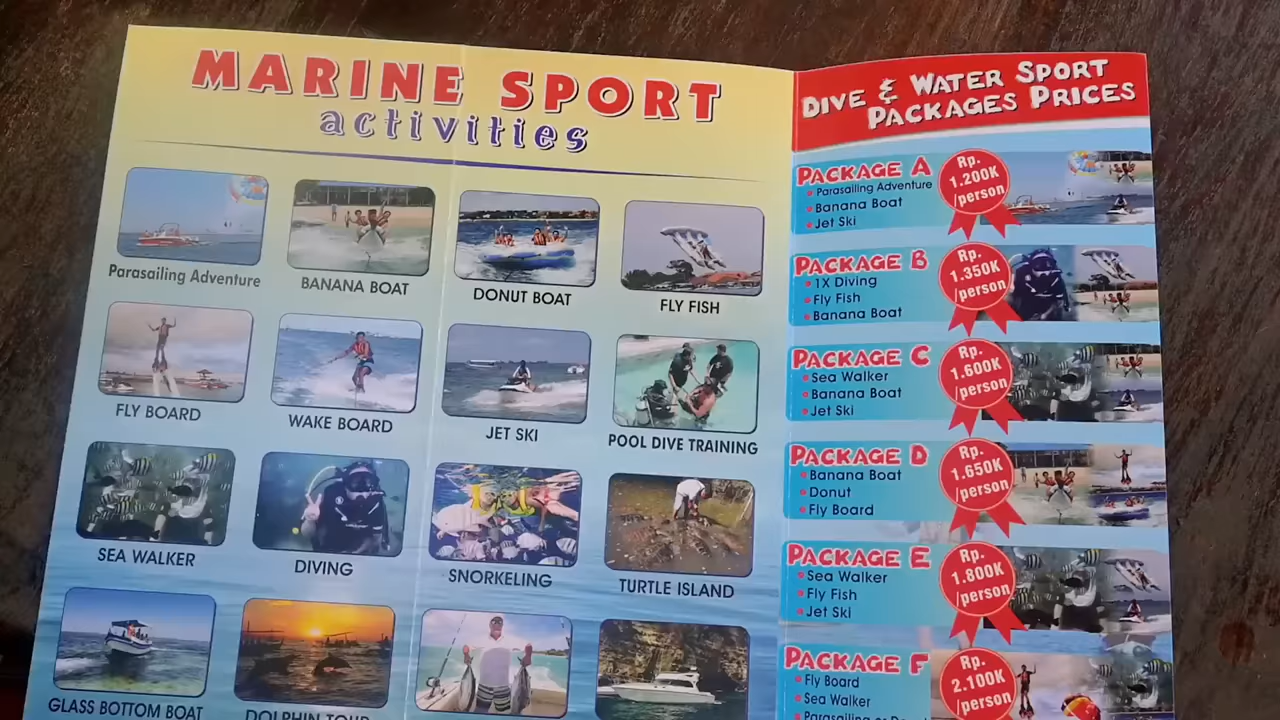 MARINE SPORT
activities
Parasailing Adventure
BANANA BOAT
DONUT BOAT
FLY FISH
FLY BOARD
WAKE BOARD
JET SKI
POOL DIVE TRAINING
SEA WALKER
DIVING
SNORKELING
TURTLE ISLAND
GLASS BOTTOM BOAT
DOLPHIN TOUR
DIVE & WATER SPORT
PACKAGES PRICES
PACKAGE A
Parasailing Adventure
Banana Boat
Jet Ski
Rp.
1.200K
/person
PACKAGE B
1X Diving
Fly Fish
Banana Boat
Rp.
1.350K
/person
PACKAGE C
Sea Walker
Banana Boat
Jet Ski
Rp.
1.600K
/person
PACKAGE D
Banana Boat
Donut
Fly Board
Rp.
1.650K
/person
PACKAGE E
Sea Walker
Fly Fish
Jet Ski
Rp.
1.800K
/person
PACKAGE F
Fly Board
Sea Walker
Parasailing or
Rp.
2.100K
/person